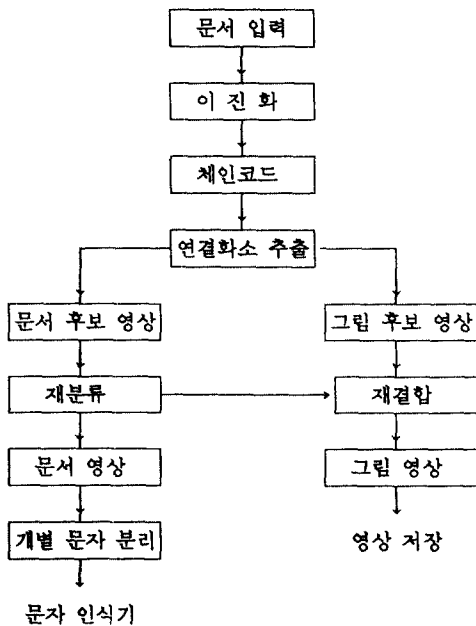 문서 입력
이 진 화
체인코드
연결화소 추출
문서 후보 영상
그림 후보 영상
재분류
재결합
문서 영상
그림 영상
개별 문자 분리
영상 저장
문자 인식기